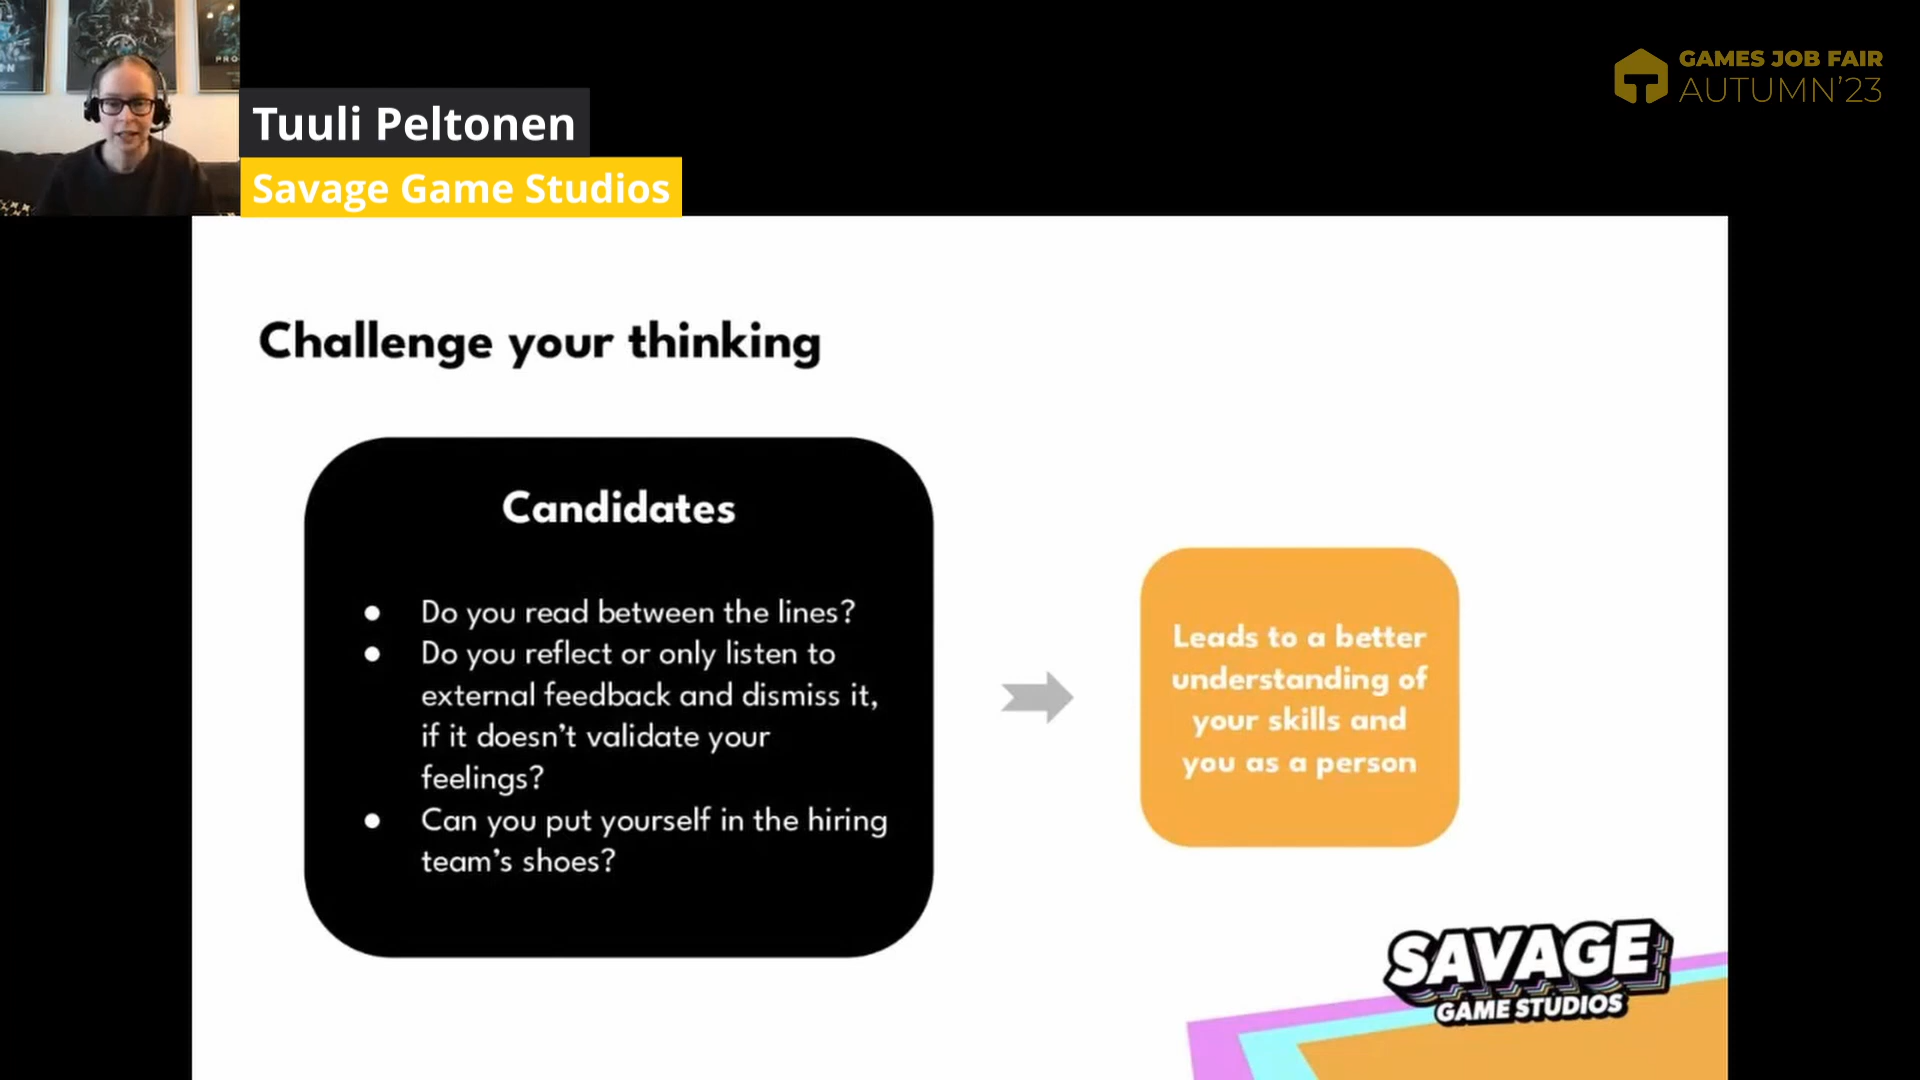 GAMES JOB FAIR
AUTUMN'23
Tuuli Peltonen
Savage Game Studios
Challenge your thinking
Candidates
● Do you read between the lines?
● Do you reflect or only listen to
external feedback and dismiss it,
if it doesn't validate your
feelings?
● Can you put yourself in the hiring
team's shoes?
Leads to a better
understanding of
your skills and
you as a person
SAVAGE
GAME STUDIOS